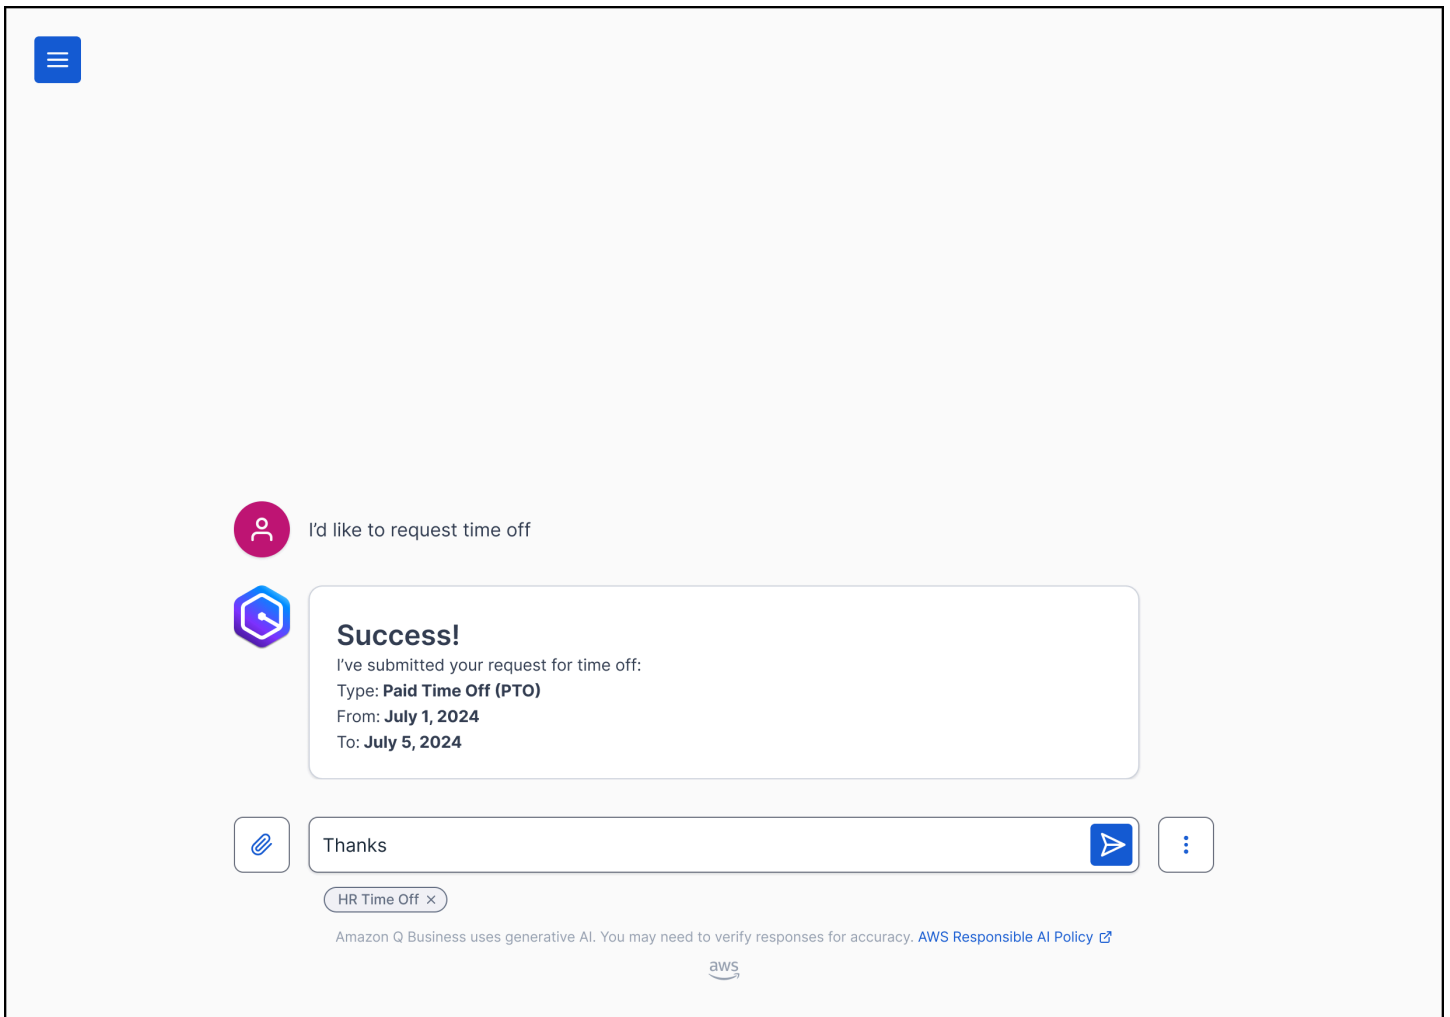 I’d like to request time off
Success!
I’ve submitted your request for time off:
Type: Paid Time Off (PTO)
From: July 1, 2024
To: July 5, 2024
Thanks
HR Time Off
Amazon Q Business uses generative AI. You may need to verify responses for accuracy. AWS Responsible AI Policy
aws